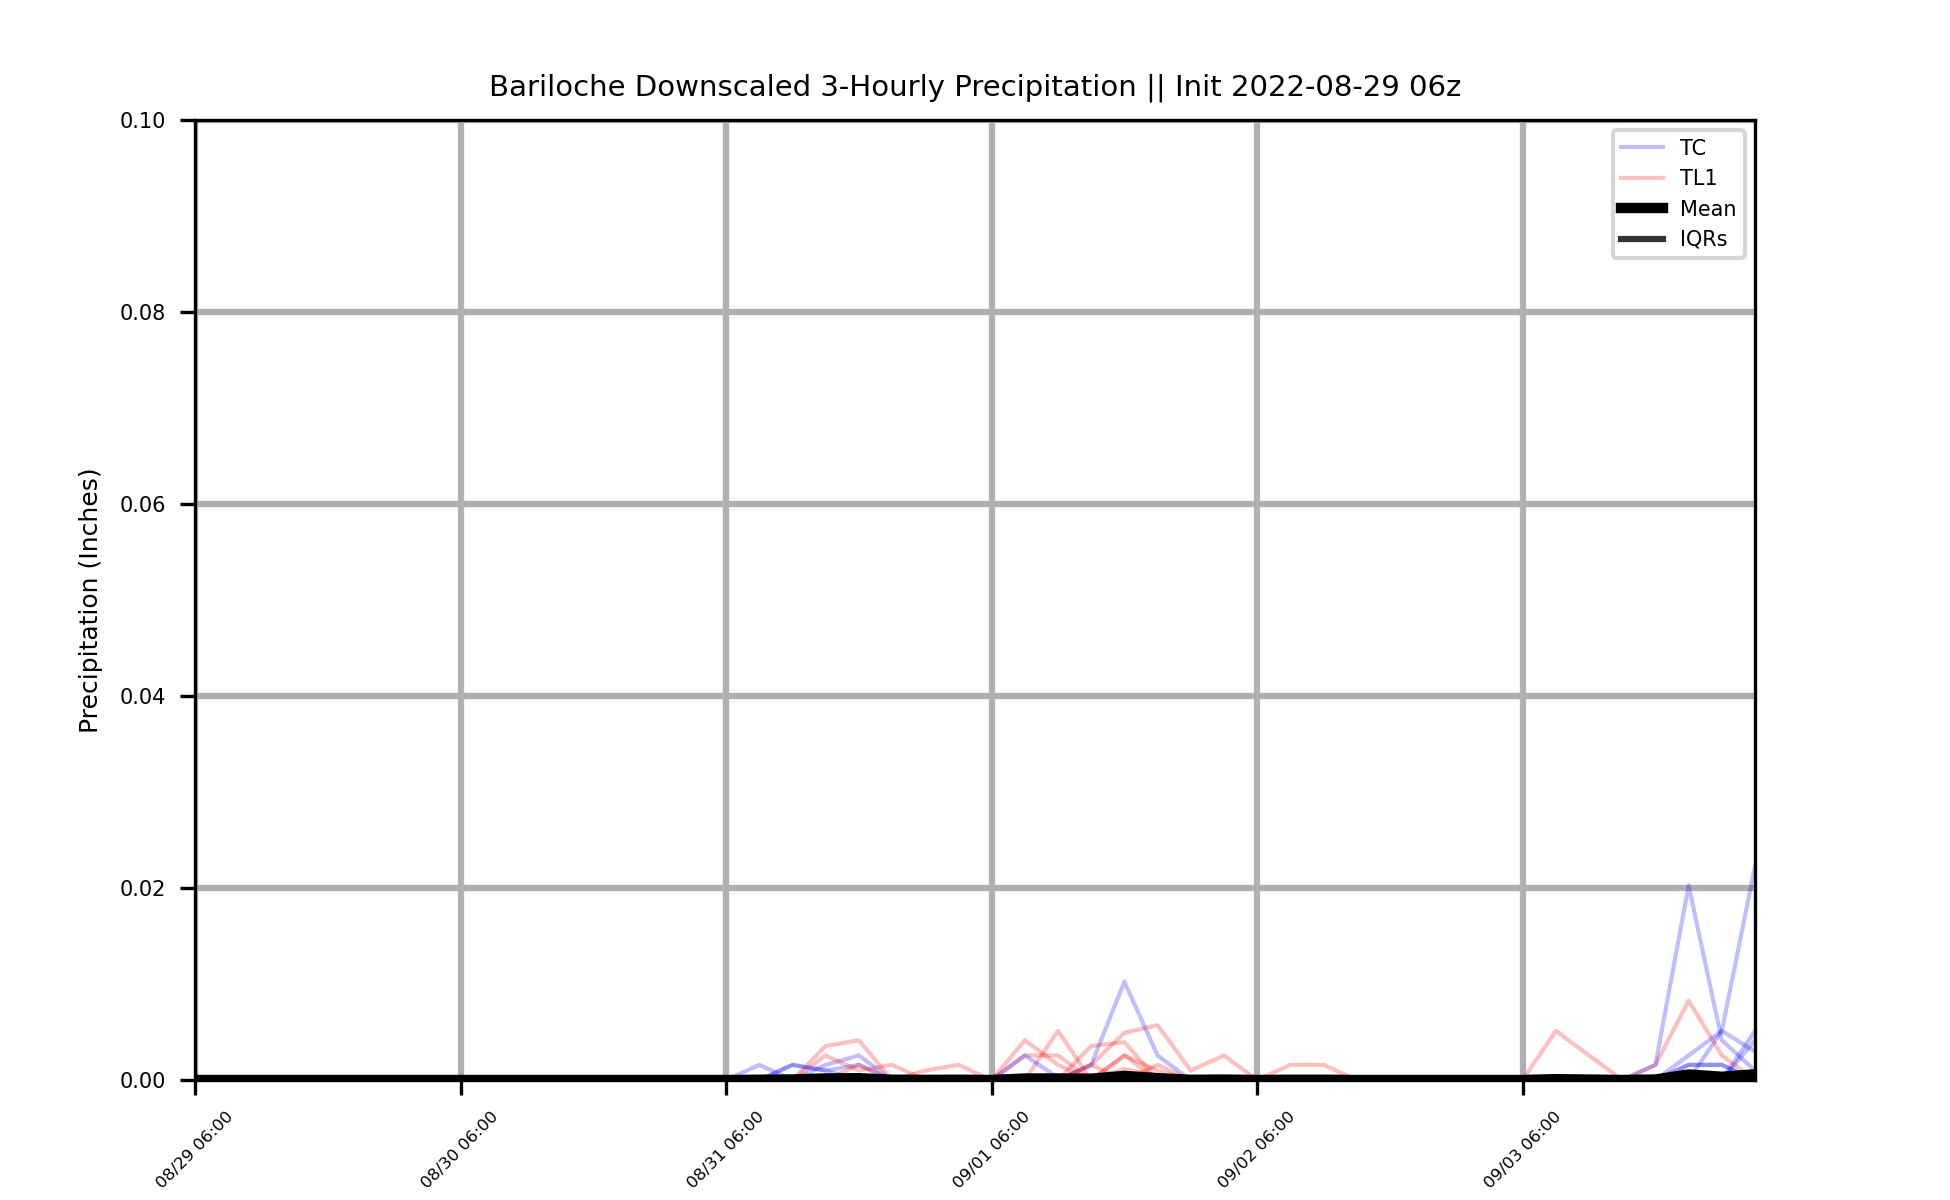 Bariloche Downscaled 3-Hourly Precipitation || Init 2022-08-29 06z
0.10
0.08
0.06
0.04
0.02
0.00
Precipitation (Inches)
TC
TL1
Mean
IQRs
08/29 06:00
08/30 06:00
08/31 06:00
09/01 06:00
09/02 06:00
09/03 06:00